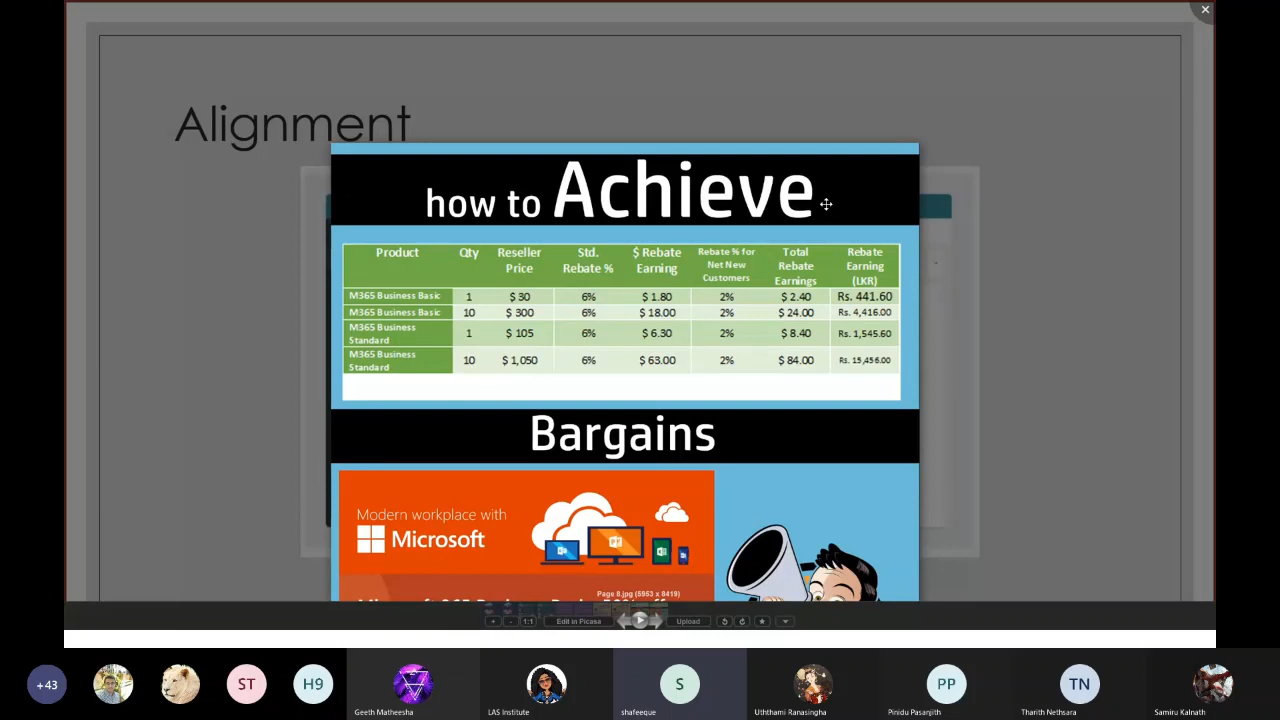 Alignment
how to Achieve
Product Qty Reseller Price Std. Rebate % $ Rebate Earning Rebate % for Net New Customers Total Rebate Earnings Rebate Earning (LKR)
M365 Business Basic 1 $ 30 6% $ 1.80 2% $ 2.40 Rs. 441.60
M365 Business Basic 10 $ 300 6% $ 18.00 2% $ 24.00 Rs. 4,416.00
M365 Business Standard 1 $ 105 6% $ 6.30 2% $ 8.40 Rs. 1,545.60
M365 Business Standard 10 $ 1,050 6% $ 63.00 2% $ 84.00 Rs. 15,456.00
Bargains
Modern workplace with
Microsoft
Page 8.jpg (5953 x 8419)
+ - 1:1 Edit in Picasa Upload
+43 ST H9 S PP TN
Geeth Matheesha LAS Institute shafeeque Uththami Ranasingha Pinidu Pasanjith Tharith Nethsara Samiru Kalnath